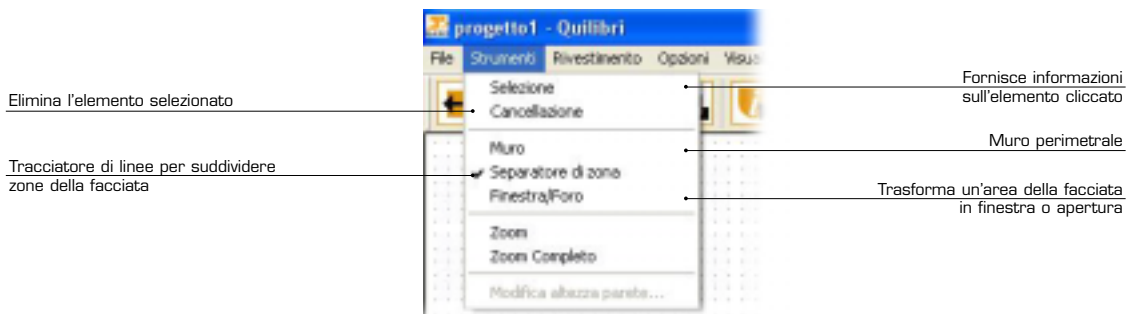 progetto1 - Quilibri
File Strumenti Rivestimento Opzioni Visua
Selezione
Cancellazione
Muro
Separatore di zona
Finestra/Foro
Zoom
Zoom Completo
Modifica altezza parete...
Elimina l'elemento selezionato
Tracciatore di linee per suddividere
zone della facciata
Fornisce informazioni
sull'elemento cliccato
Muro perimetrale
Trasforma un'area della facciata
in finestra o apertura